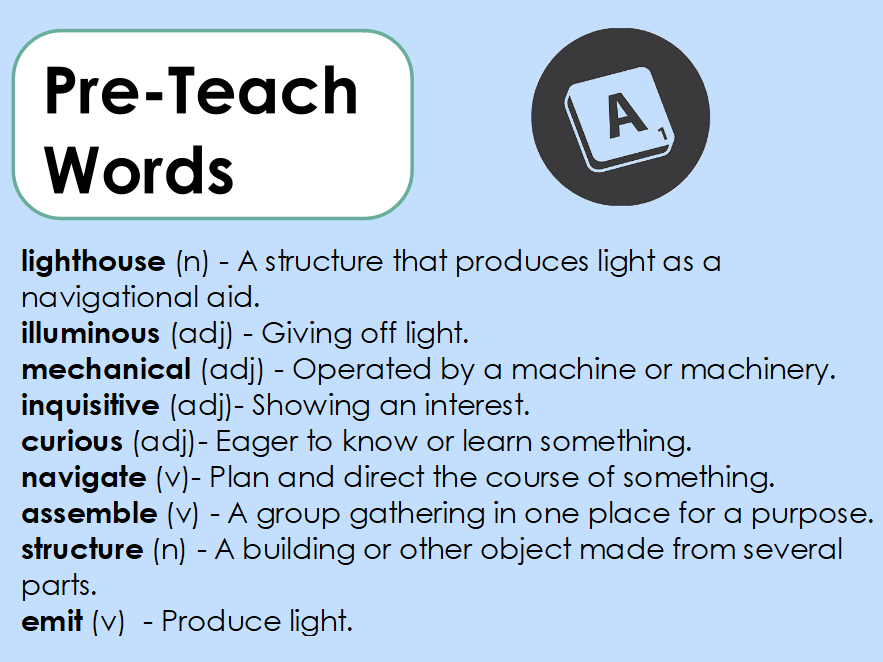 Pre-Teach
Words
A
1
lighthouse (n) - A structure that produces light as a
navigational aid.
illuminous (adj) - Giving off light.
mechanical (adj) - Operated by a machine or machinery.
inquisitive (adj)- Showing an interest.
curious (adj)- Eager to know or learn something.
navigate (v)- Plan and direct the course of something.
assemble (v) - A group gathering in one place for a purpose.
structure (n) - A building or other object made from several
parts.
emit (v)  - Produce light.